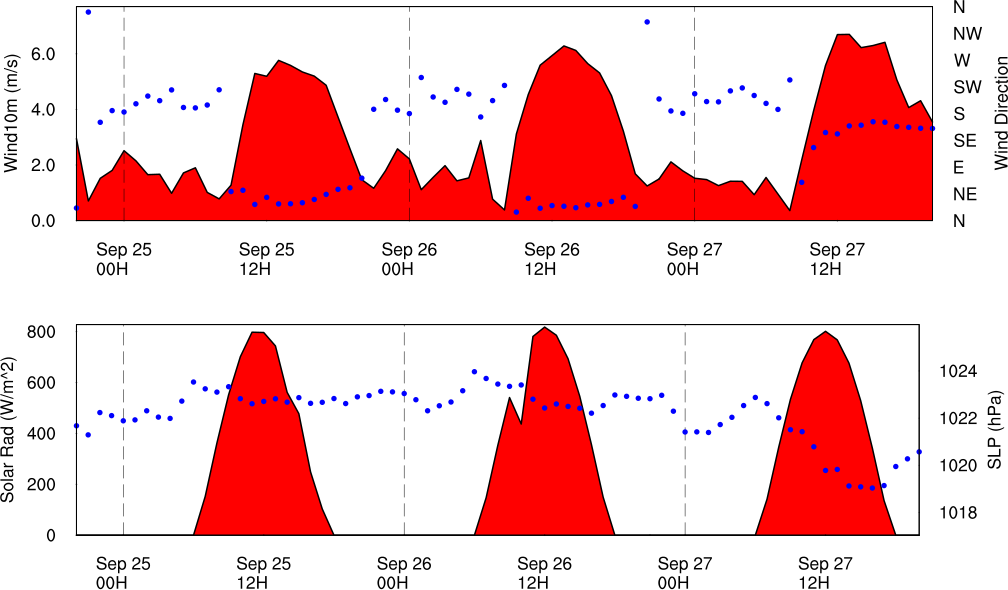 N
NW
W
SW
S
SE
E
NE
N
Wind Direction
Wind10m (m/s)
6.0
4.0
2.0
0.0
Sep 25 Sep 25 Sep 26 Sep 26 Sep 27 Sep 27
00H 12H 00H 12H 00H 12H
Solar Rad (W/m^2)
800
600
400
200
0
1024
1022
1020
1018
SLP (hPa)
Sep 25 Sep 25 Sep 26 Sep 26 Sep 27 Sep 27
00H 12H 00H 12H 00H 12H